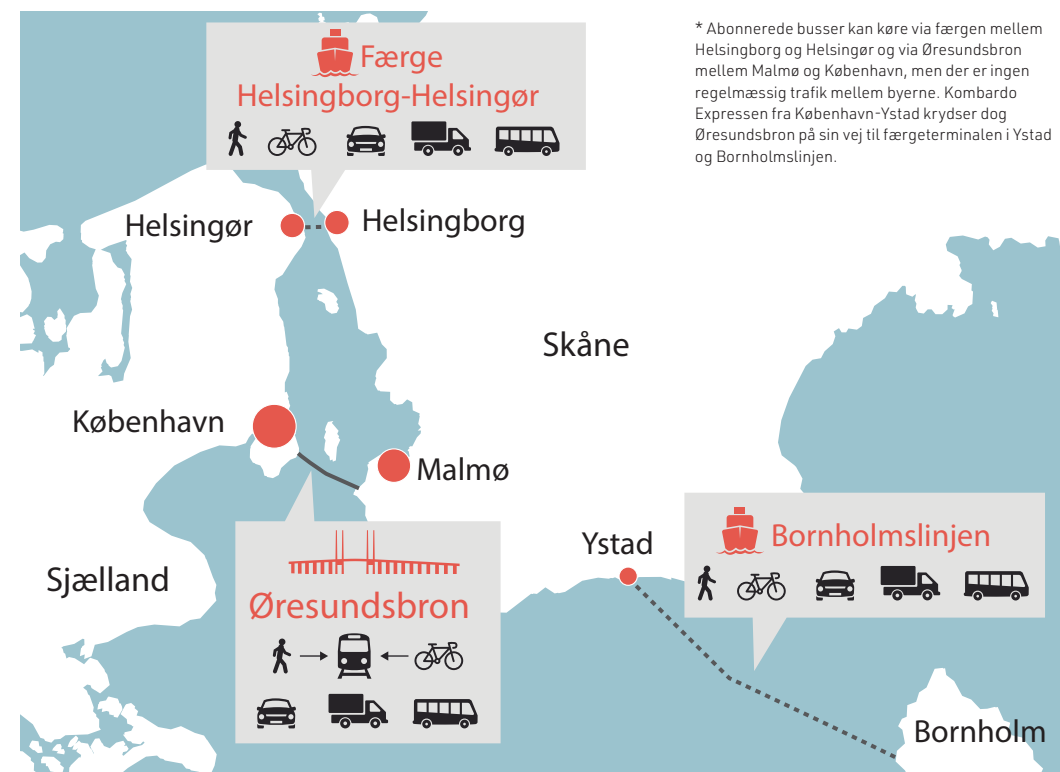 * Abonnerede busser kan køre via færgen mellem
Helsingborg og Helsingør og via Øresundsbron
mellem Malmø og København, men der er ingen
regelmæssig trafik mellem byerne. Kombardo
Expressen fra København-Ystad krydser dog
Øresundsbron på sin vej til færgeterminalen i Ystad
og Bornholmslinjen.
Færge
Helsingborg-Helsingør
Helsingør
Helsingborg
Skåne
København
Malmø
Ystad
Bornholmslinjen
Sjælland
Øresundsbron
Bornholm